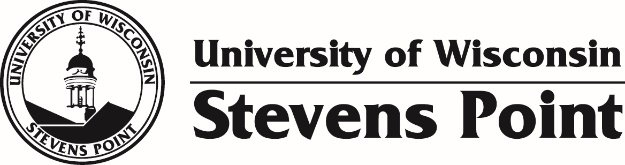 UNIVERSITY OF WISCONSIN
STEVENS POINT
University of Wisconsin
Stevens Point